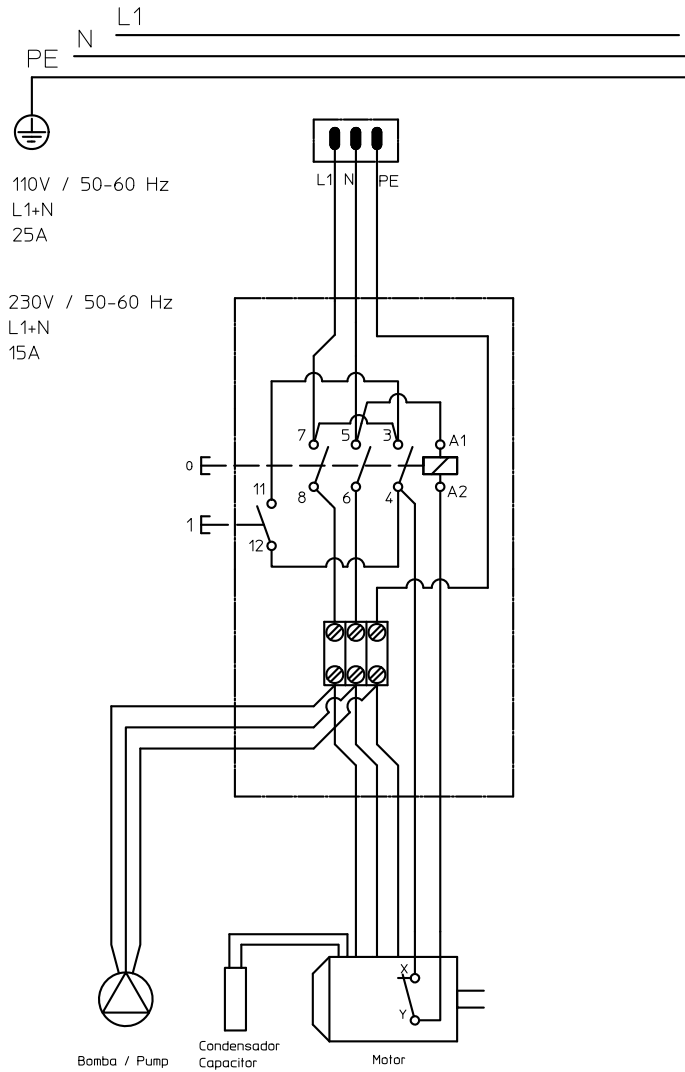 L1
N
PE
110V / 50-60 Hz
L1+N
25A
230V / 50-60 Hz
L1+N
15A
L1 N PE
7 5 3 A1
0
11 8 6 4 A2
1
12
X
Y
Condensador
Capacitor
Bomba / Pump
Motor